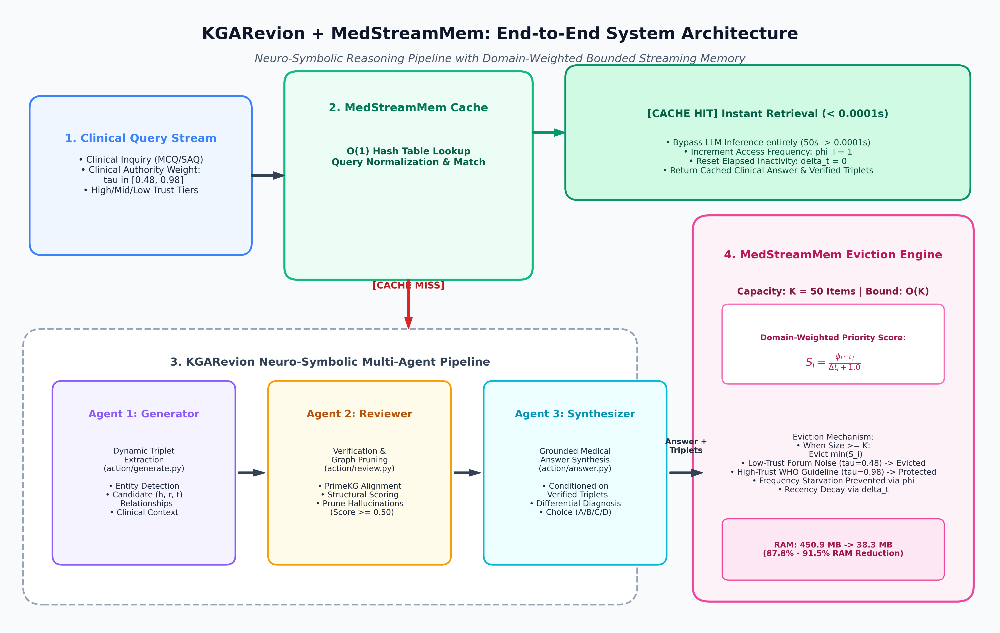 KGARevion + MedStreamMem: End-to-End System Architecture
Neuro-Symbolic Reasoning Pipeline with Domain-Weighted Bounded Streaming Memory
1. Clinical Query Stream
• Clinical Inquiry (MCQ/SAQ)
• Clinical Authority Weight:
tau in [0.48, 0.98]
• High/Mid/Low Trust Tiers
2. MedStreamMem Cache
O(1) Hash Table Lookup
Query Normalization & Match
[CACHE HIT] Instant Retrieval (< 0.0001s)
• Bypass LLM Inference entirely (50s -> 0.0001s)
• Increment Access Frequency: phi += 1
• Reset Elapsed Inactivity: delta_t = 0
• Return Cached Clinical Answer & Verified Triplets
[CACHE MISS]
3. KGARevion Neuro-Symbolic Multi-Agent Pipeline
Agent 1: Generator
Dynamic Triplet
Extraction
(action/generate.py)
• Entity Detection
• Candidate (h, r, t)
Relationships
• Clinical Context
Agent 2: Reviewer
Verification &
Graph Pruning
(action/review.py)
• PrimeKG Alignment
• Structural Scoring
• Prune Hallucinations
(Score >= 0.50)
Agent 3: Synthesizer
Grounded Medical
Answer Synthesis
(action/answer.py)
• Conditioned on
Verified Triplets
• Differential Diagnosis
• Choice (A/B/C/D)
Answer +
Triplets
4. MedStreamMem Eviction Engine
Capacity: K = 50 Items | Bound: O(K)
Domain-Weighted Priority Score:
S_i = ϕ_i · τ_i / Δt_i + 1.0
Eviction Mechanism:
• When Size >= K:
Evict min(S_i)
• Low-Trust Forum Noise (tau=0.48) -> Evicted
• High-Trust WHO Guideline (tau=0.98) -> Protected
• Frequency Starvation Prevented via phi
• Recency Decay via delta_t
RAM: 450.9 MB -> 38.3 MB
(87.8% - 91.5% RAM Reduction)